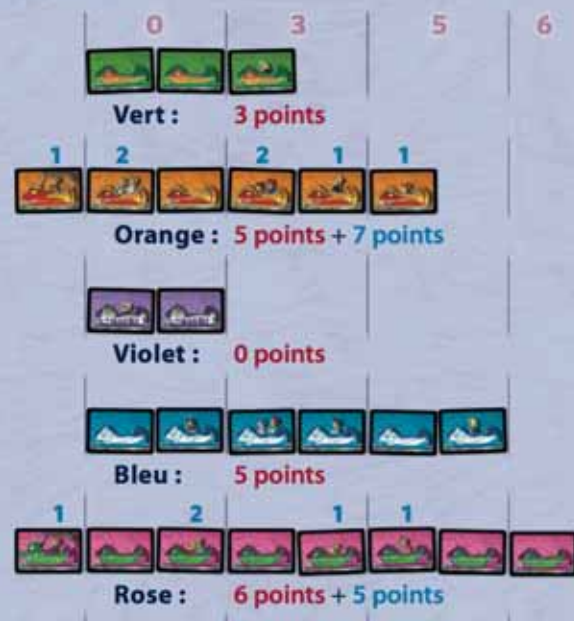 0 3 5 6
Vert : 3 points
1 2 2 1 1
Orange : 5 points + 7 points
Violet : 0 points
Bleu : 5 points
1 2 1 1
Rose : 6 points + 5 points